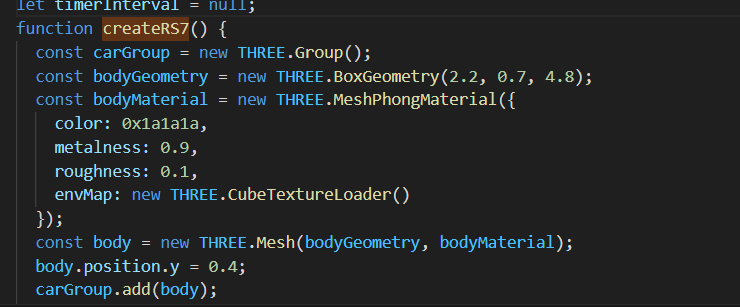 let timerInterval = null;
function createRS7() {
const carGroup = new THREE.Group();
const bodyGeometry = new THREE.BoxGeometry(2.2, 0.7, 4.8);
const bodyMaterial = new THREE.MeshPhongMaterial({
color: 0x1a1a1a,
metalness: 0.9,
roughness: 0.1,
envMap: new THREE.CubeTextureLoader()
});
const body = new THREE.Mesh(bodyGeometry, bodyMaterial);
body.position.y = 0.4;
carGroup.add(body);